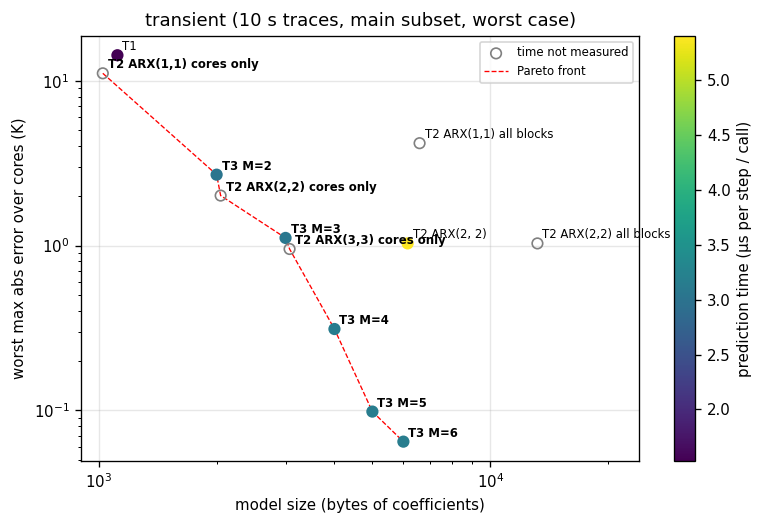 transient (10 s traces, main subset, worst case)
time not measured
Pareto front
T1
T2 ARX(1,1) cores only
T2 ARX(1,1) all blocks
T3 M=2
T2 ARX(2,2) cores only
T3 M=3
T2 ARX(3,3) cores only
T2 ARX(2, 2)
T2 ARX(2,2) all blocks
T3 M=4
T3 M=5
T3 M=6
10¹
10⁰
10⁻¹
worst max abs error over cores (K)
10³
10⁴
model size (bytes of coefficients)
5.0
4.5
4.0
3.5
3.0
2.5
2.0
prediction time (µs per step / call)